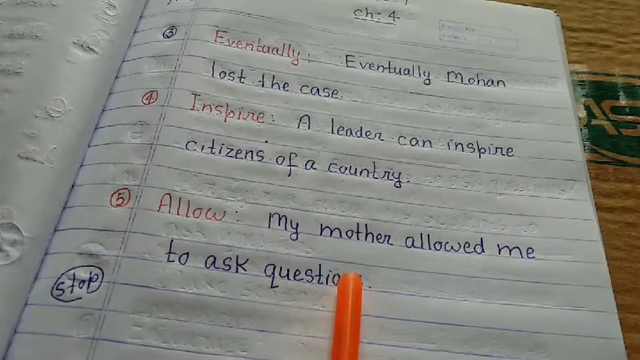 ch: 4
③ Eventually: Eventually Mohan
lost the case.
④ Inspire: A leader can inspire
citizens of a country.
⑤ Allow: My mother allowed me
to ask
stop